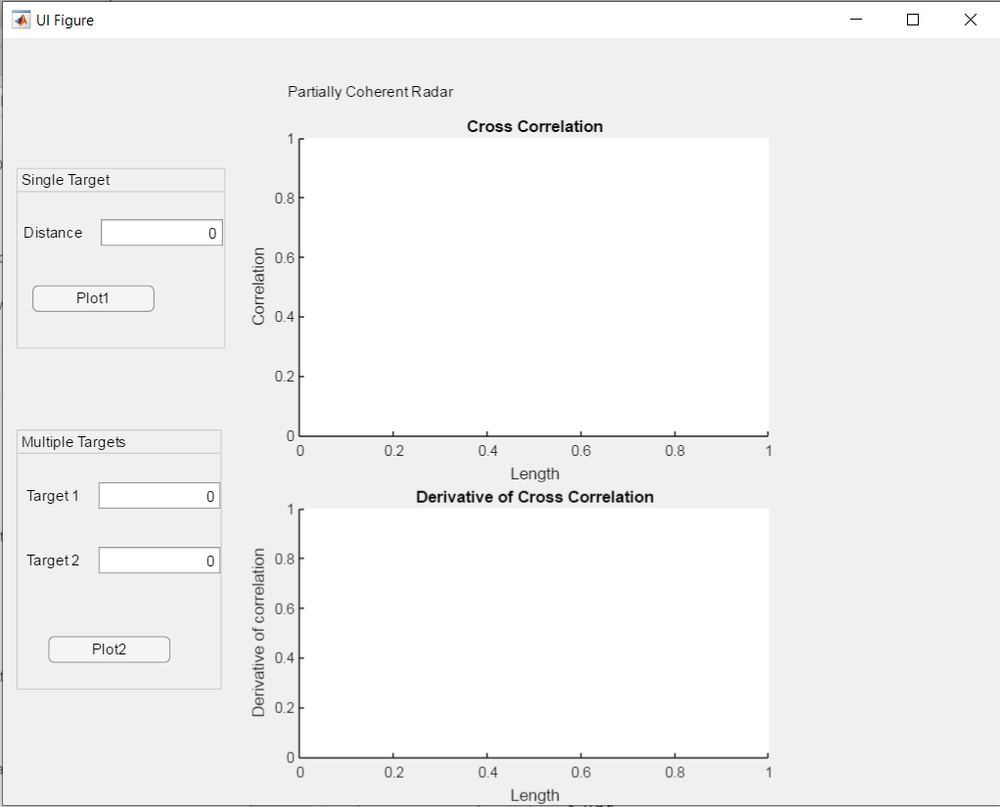 UI Figure
Partially Coherent Radar
Single Target
Distance 0
Plot1
Multiple Targets
Target 1 0
Target 2 0
Plot2
Cross Correlation
Correlation
1
0.8
0.6
0.4
0.2
0
0 0.2 0.4 0.6 0.8 1
Length
Derivative of Cross Correlation
Derivative of correlation
1
0.8
0.6
0.4
0.2
0
0 0.2 0.4 0.6 0.8 1
Length